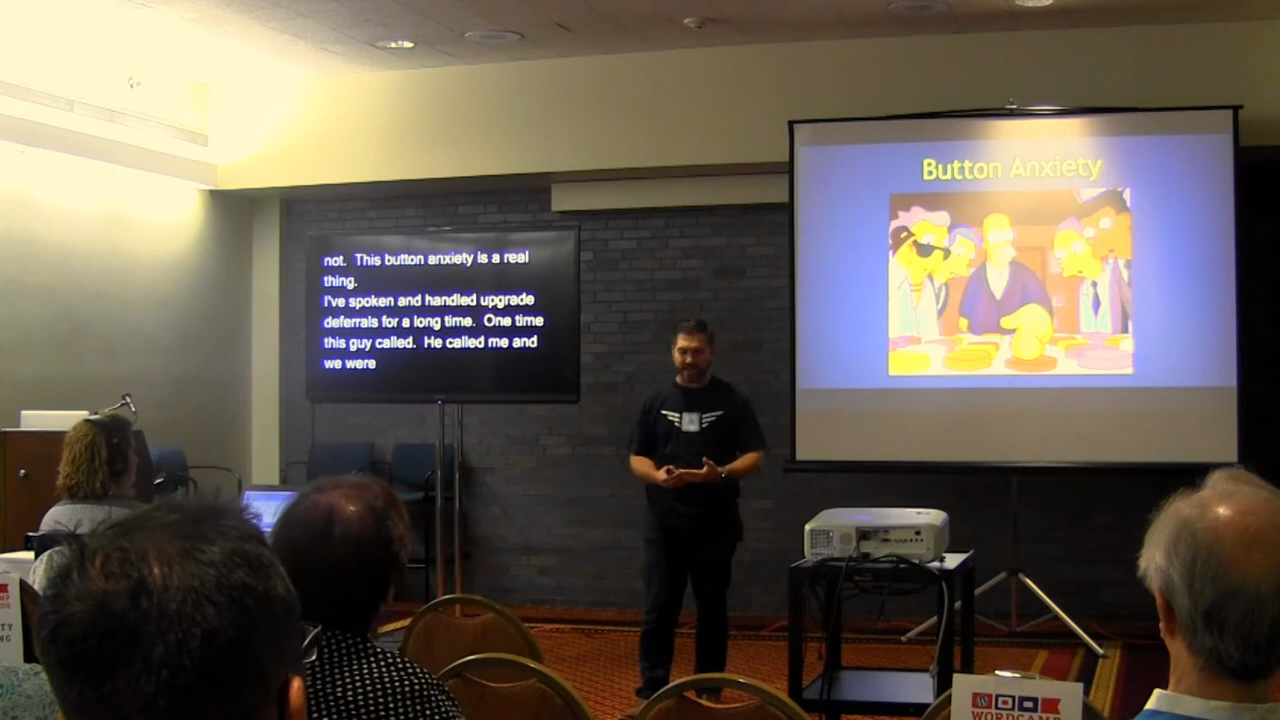 not. This button anxiety is a real
thing.
I've spoken and handled upgrade
deferrals for a long time. One time
this guy called. He called me and
we were
Button Anxiety
WORDCAMP